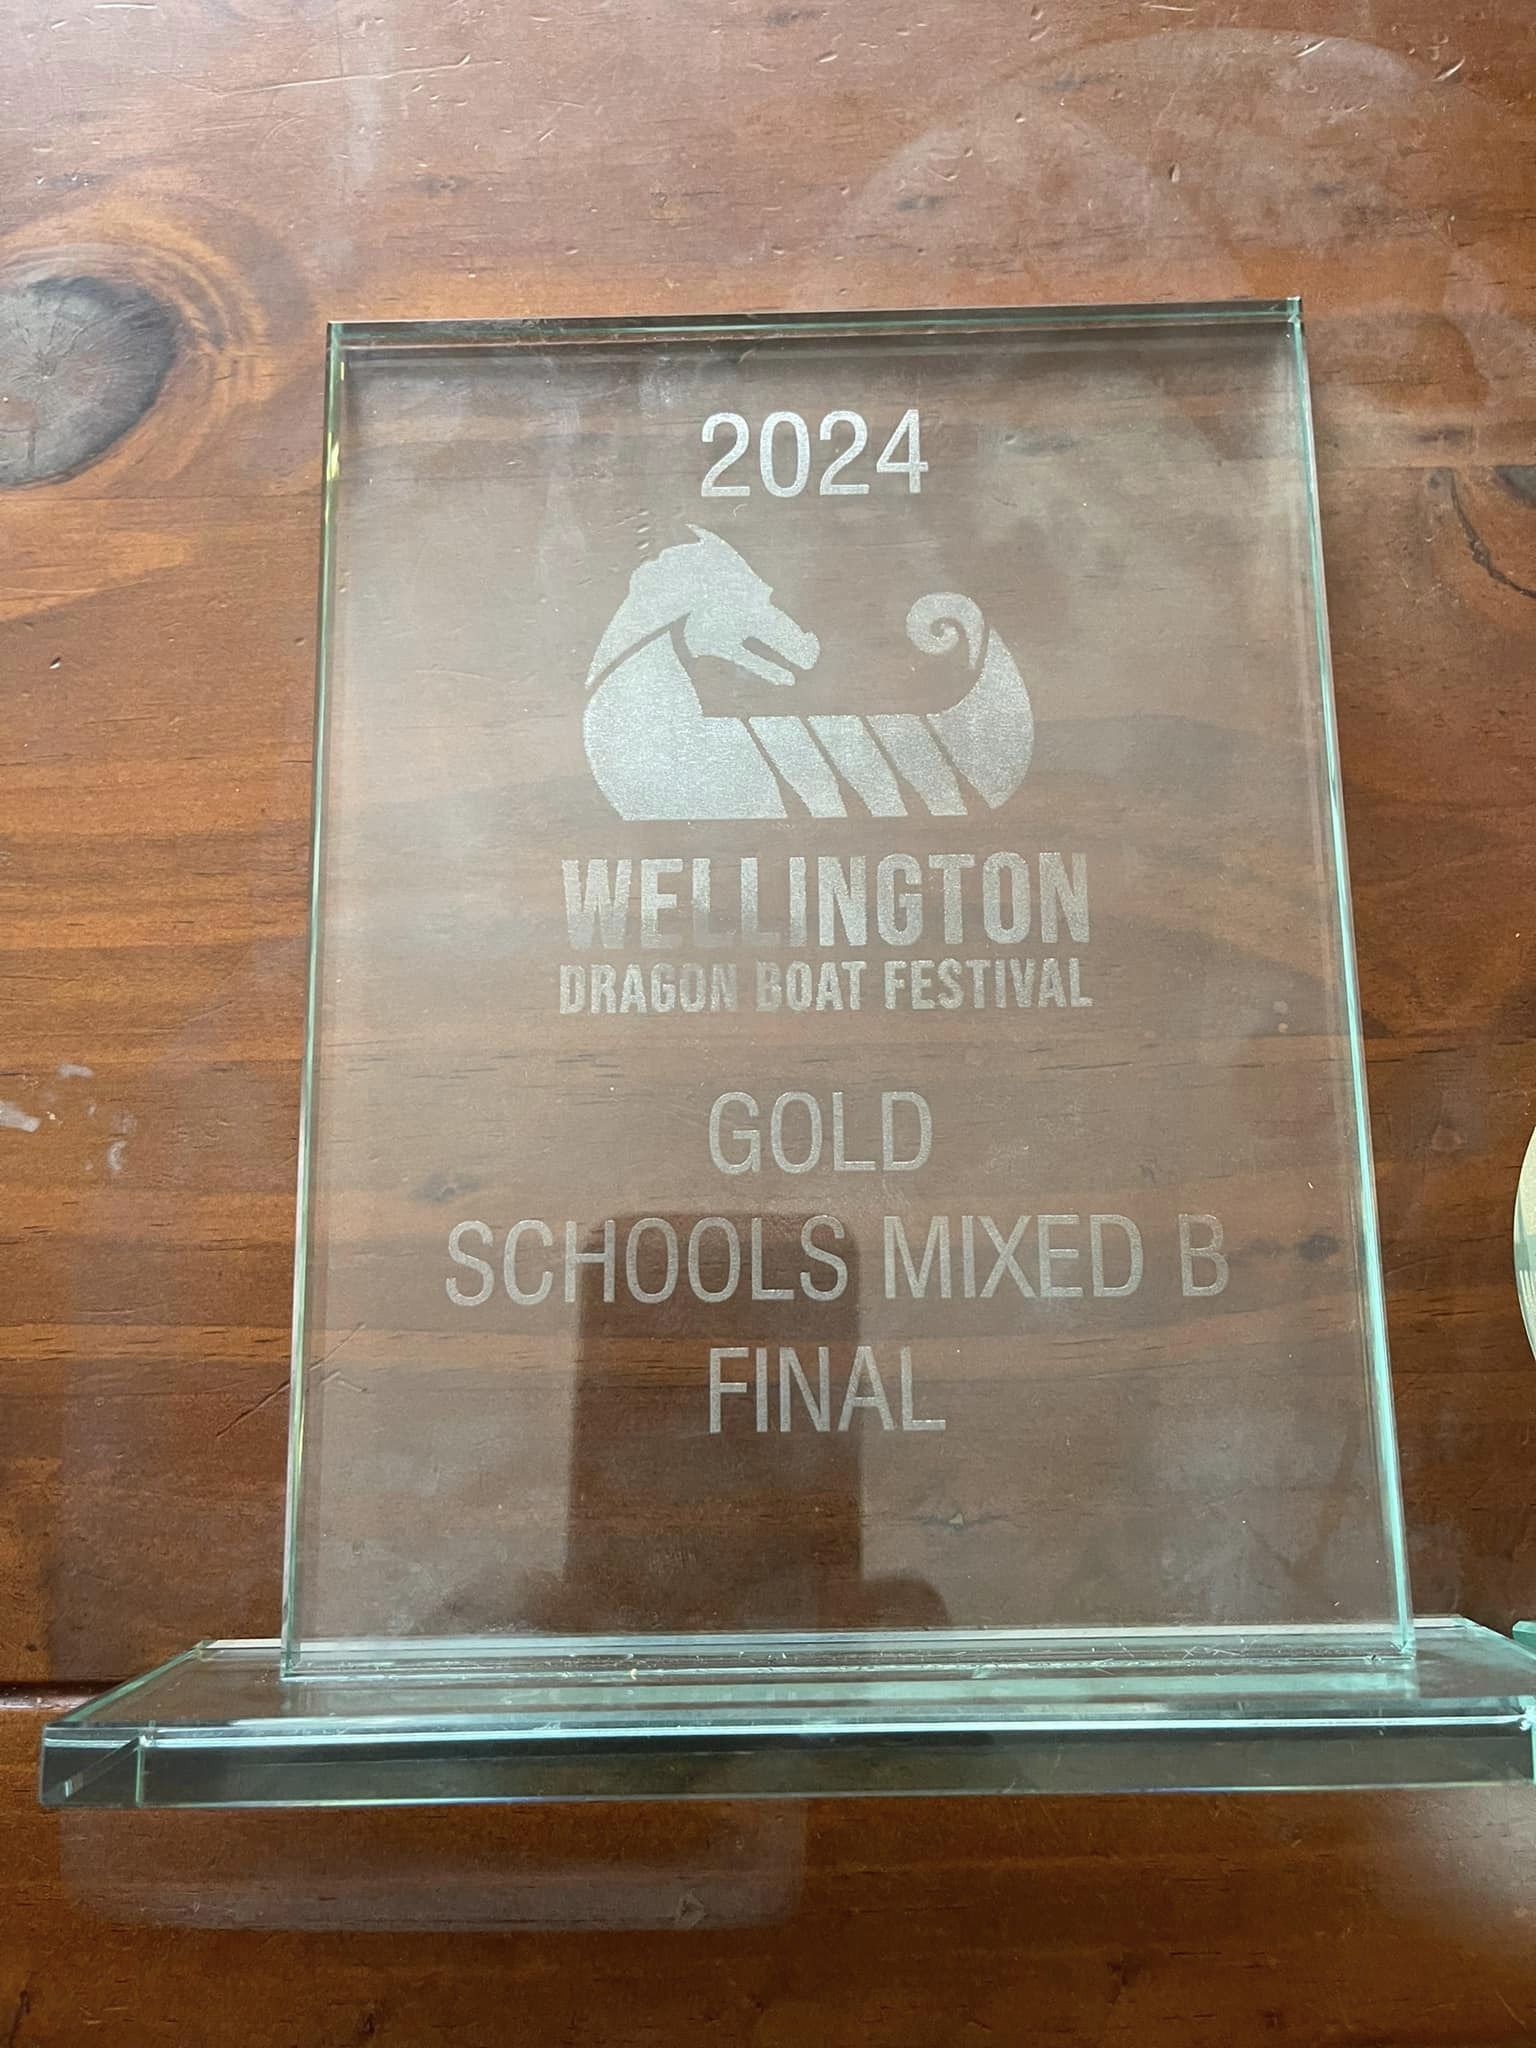 2024
WELLINGTON
DRAGON BOAT FESTIVAL
GOLD
SCHOOLS MIXED B
FINAL